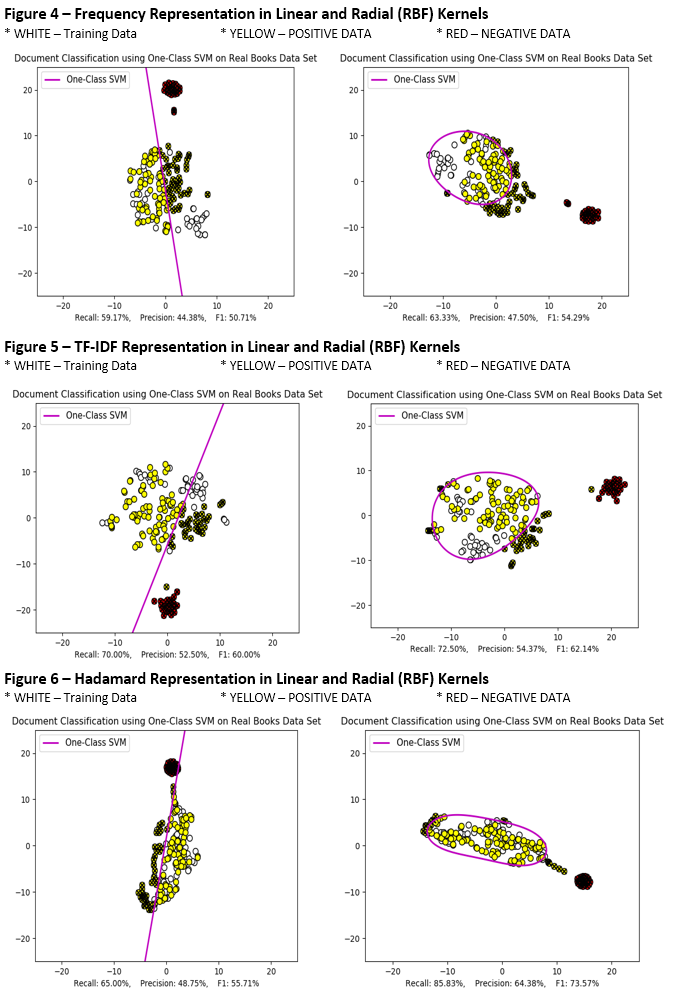 Figure 4 – Frequency Representation in Linear and Radial (RBF) Kernels
* WHITE – Training Data * YELLOW – POSITIVE DATA * RED – NEGATIVE DATA
Document Classification using One-Class SVM on Real Books Data Set Document Classification using One-Class SVM on Real Books Data Set
One-Class SVM One-Class SVM
20 20
10 10
0 0
−10 −10
−20 −20
−20 −10 0 10 20 −20 −10 0 10 20
Recall: 59.17%, Precision: 44.38%, F1: 50.71% Recall: 63.33%, Precision: 47.50%, F1: 54.29%
Figure 5 – TF-IDF Representation in Linear and Radial (RBF) Kernels
* WHITE – Training Data * YELLOW – POSITIVE DATA * RED – NEGATIVE DATA
Document Classification using One-Class SVM on Real Books Data Set Document Classification using One-Class SVM on Real Books Data Set
One-Class SVM One-Class SVM
20 20
10 10
0 0
−10 −10
−20 −20
−20 −10 0 10 20 −20 −10 0 10 20
Recall: 70.00%, Precision: 52.50%, F1: 60.00% Recall: 72.50%, Precision: 54.37%, F1: 62.14%
Figure 6 – Hadamard Representation in Linear and Radial (RBF) Kernels
* WHITE – Training Data * YELLOW – POSITIVE DATA * RED – NEGATIVE DATA
Document Classification using One-Class SVM on Real Books Data Set Document Classification using One-Class SVM on Real Books Data Set
One-Class SVM One-Class SVM
20 20
10 10
0 0
−10 −10
−20 −20
−20 −10 0 10 20 −20 −10 0 10 20
Recall: 65.00%, Precision: 48.75%, F1: 55.71% Recall: 85.83%, Precision: 64.38%, F1: 73.57%